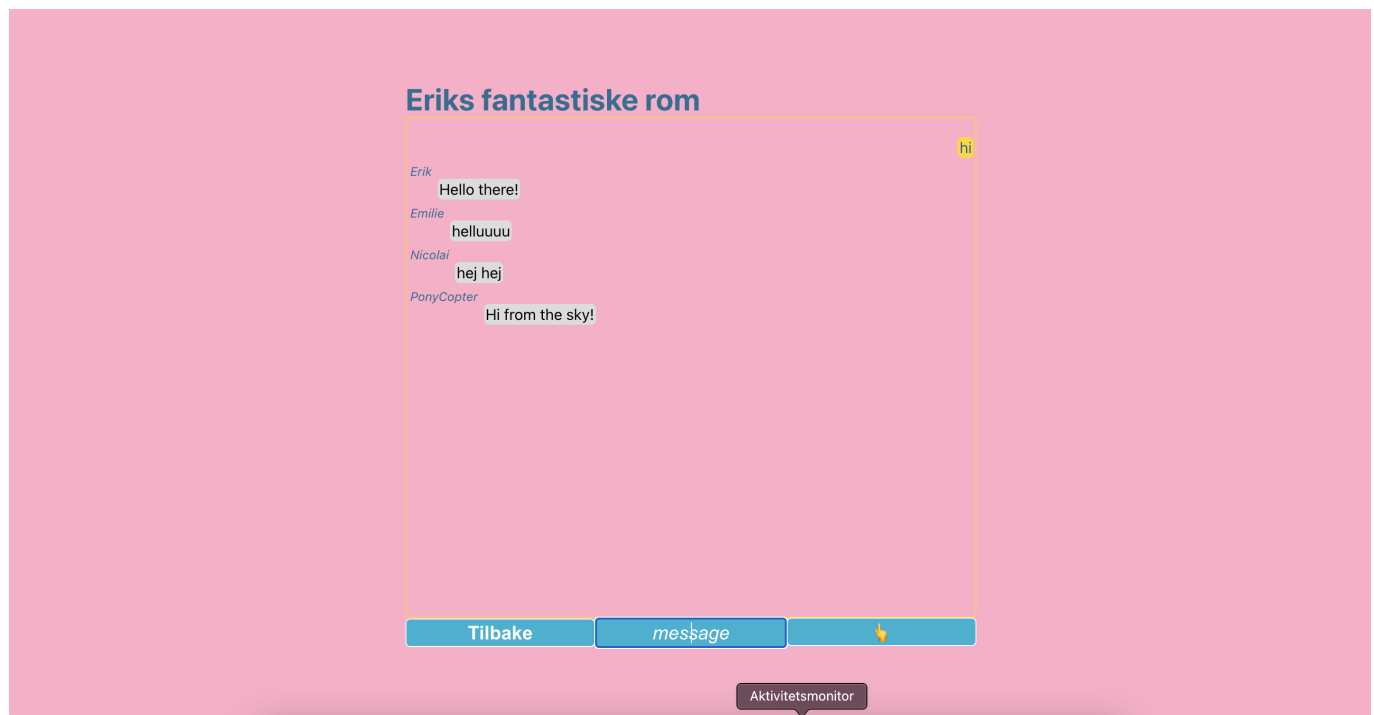 Eriks fantastiske rom
hi
Erik
Hello there!
Emilie
helluuuu
Nicolai
hej hej
PonyCopter
Hi from the sky!
Tilbake message 👆
Aktivitetsmonitor